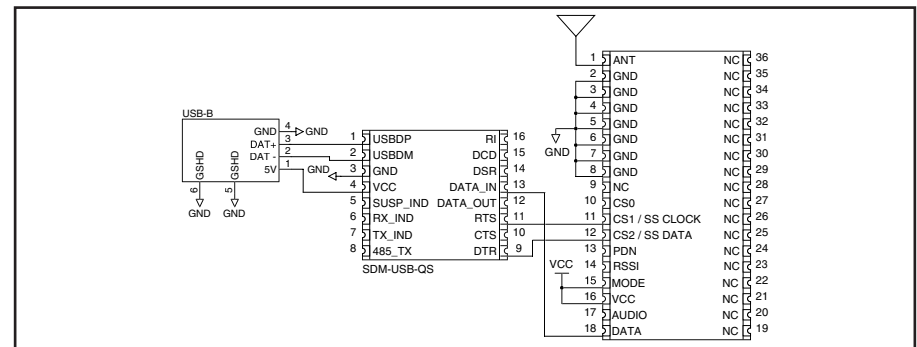 USB-B
GND 4 GND
DAT+ 3
DAT - 2
5V 1
GSHD 6 GND
GSHD 5 GND
1 USBDP RI 16
2 USBDM DCD 15
GND 3 GND DSR 14
4 VCC DATA_IN 13
5 SUSP_IND DATA_OUT 12
6 RX_IND RTS 11
7 TX_IND CTS 10
8 485_TX DTR 9
SDM-USB-QS
1 ANT NC 36
2 GND NC 35
3 GND NC 34
4 GND NC 33
5 GND NC 32
6 GND NC 31
GND
7 GND NC 30
8 GND NC 29
9 NC NC 28
10 CS0 NC 27
11 CS1 / SS CLOCK NC 26
12 CS2 / SS DATA NC 25
13 PDN NC 24
VCC
14 RSSI NC 23
15 MODE NC 22
16 VCC NC 21
17 AUDIO NC 20
18 DATA NC 19